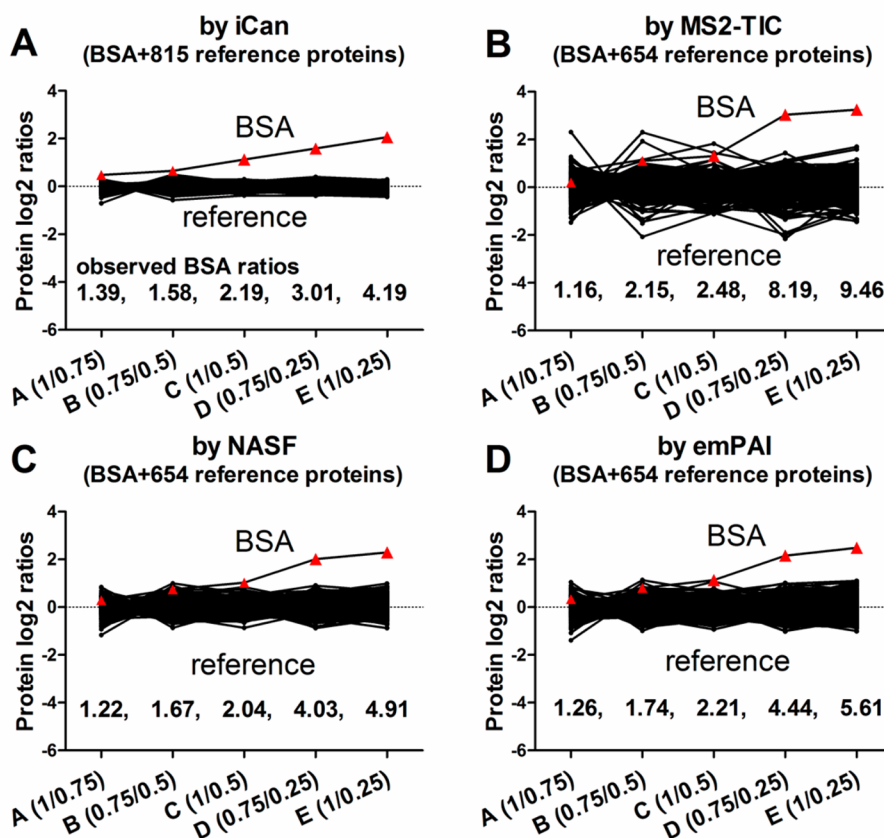 A
by iCan
(BSA+815 reference proteins)
Protein log2 ratios
4
2
0
-2
-4
-6
BSA
reference
observed BSA ratios
1.39, 1.58, 2.19, 3.01, 4.19
A (1/0.75)
B (0.75/0.5)
C (1/0.5)
D (0.75/0.25)
E (1/0.25)
B
by MS2-TIC
(BSA+654 reference proteins)
Protein log2 ratios
4
2
0
-2
-4
-6
BSA
reference
1.16, 2.15, 2.48, 8.19, 9.46
A (1/0.75)
B (0.75/0.5)
C (1/0.5)
D (0.75/0.25)
E (1/0.25)
C
by NASF
(BSA+654 reference proteins)
Protein log2 ratios
4
2
0
-2
-4
-6
BSA
reference
1.22, 1.67, 2.04, 4.03, 4.91
A (1/0.75)
B (0.75/0.5)
C (1/0.5)
D (0.75/0.25)
E (1/0.25)
D
by emPAI
(BSA+654 reference proteins)
Protein log2 ratios
4
2
0
-2
-4
-6
BSA
reference
1.26, 1.74, 2.21, 4.44, 5.61
A (1/0.75)
B (0.75/0.5)
C (1/0.5)
D (0.75/0.25)
E (1/0.25)